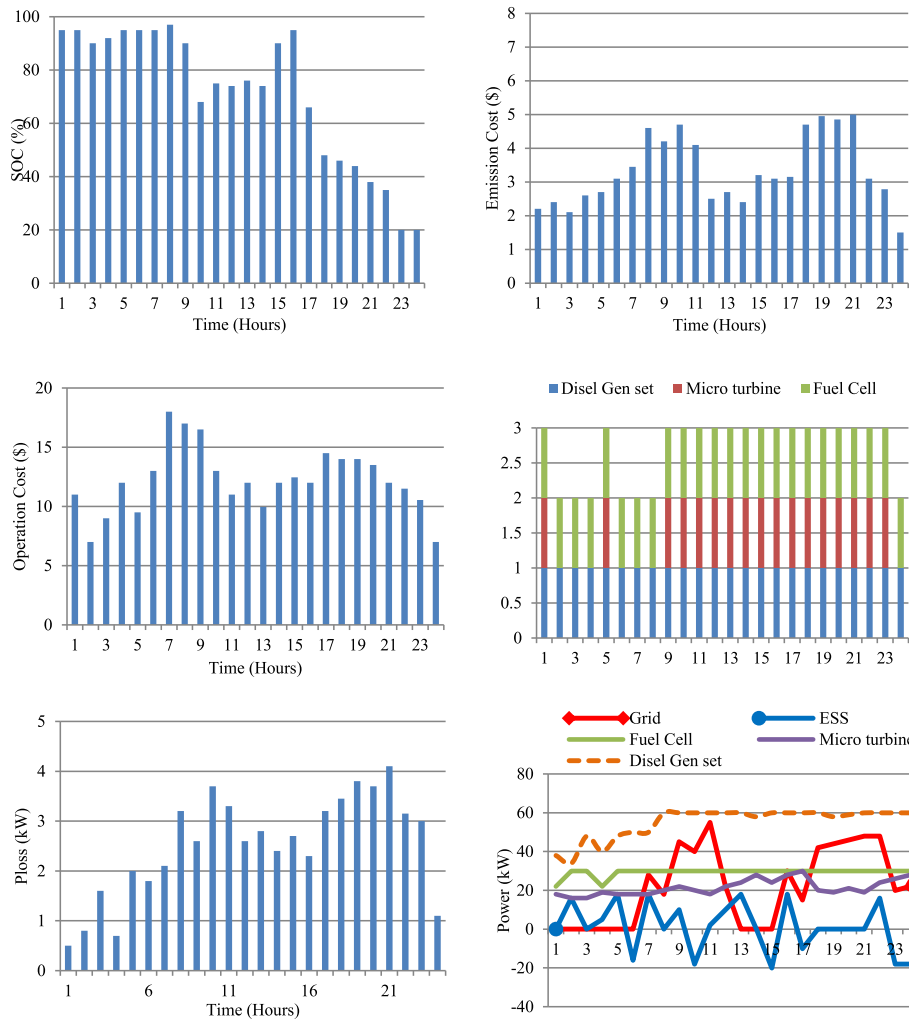 100
80
60
40
20
0
SOC (%)
1 3 5 7 9 11 13 15 17 19 21 23
Time (Hours)
8
7
6
5
4
3
2
1
0
Emission Cost ($)
1 3 5 7 9 11 13 15 17 19 21 23
Time (Hours)
20
15
10
5
0
Operation Cost ($)
1 3 5 7 9 11 13 15 17 19 21 23
Time (Hours)
Disel Gen set Micro turbine Fuel Cell
3
2.5
2
1.5
1
0.5
0
1 3 5 7 9 11 13 15 17 19 21 23
5
4
3
2
1
0
Ploss (kW)
1 6 11 16 21
Time (Hours)
Grid ESS
Fuel Cell Micro turbine
Disel Gen set
80
60
40
20
0
-20
-40
Power (kW)
1 3 5 7 9 11 13 15 17 19 21 23